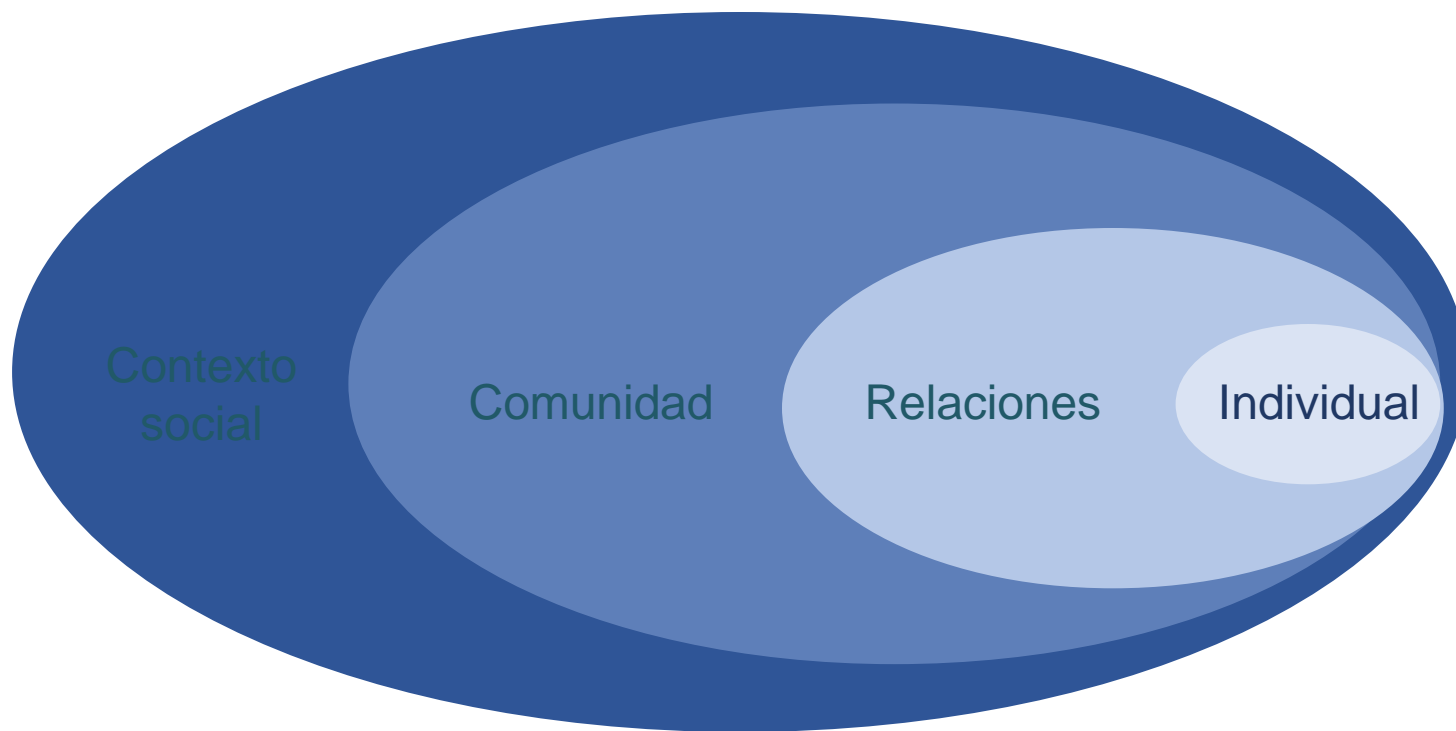 Contexto
social
Comunidad
Relaciones
Individual